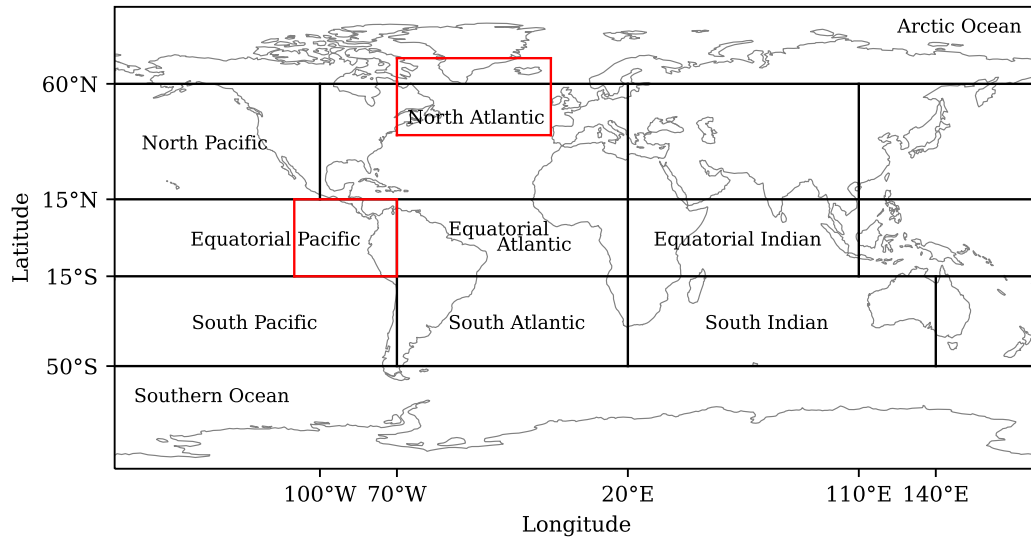 Arctic Ocean
60°N
North Atlantic
North Pacific
15°N
Equatorial
Atlantic
Equatorial Pacific
Equatorial Indian
Latitude
15°S
South Pacific
South Atlantic
South Indian
50°S
Southern Ocean
100°W
70°W
20°E
110°E
140°E
Longitude